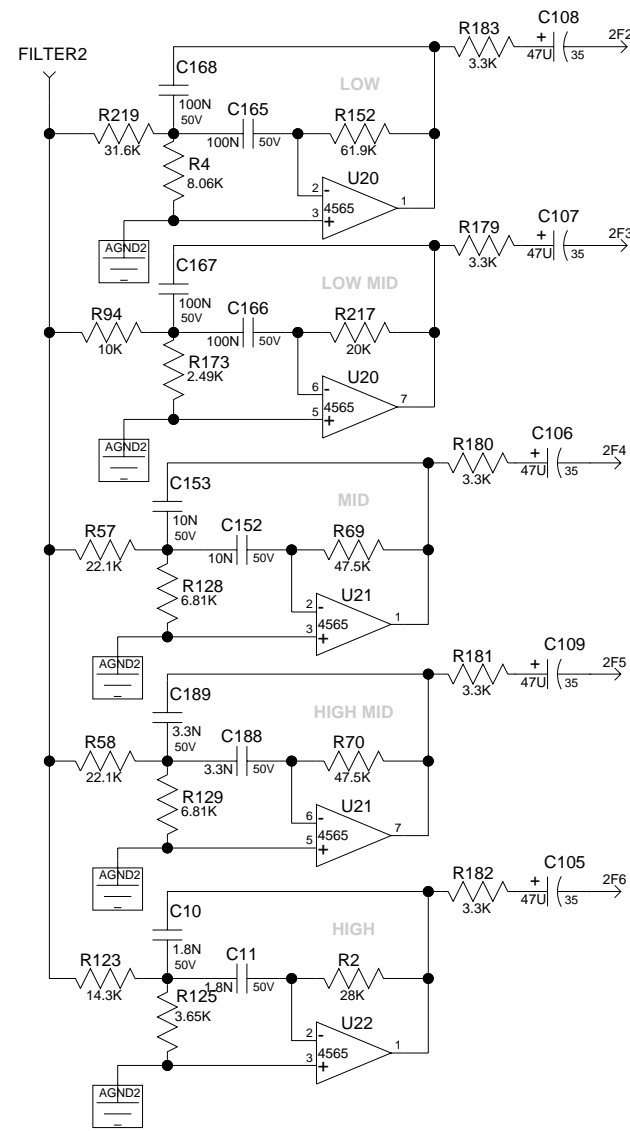 FILTER2
C168
100N
50V
C165
100N
50V
LOW
R219
31.6K
R4
8.06K
R152
61.9K
U20
2
-
1
4565
3
+
AGND2
R183
3.3K
C108
+
47U
35
2F2
C167
100N
50V
C166
100N
50V
LOW MID
R94
10K
R173
2.49K
R217
20K
U20
6
-
7
4565
5
+
AGND2
R179
3.3K
C107
+
47U
35
2F3
C153
10N
50V
C152
10N
50V
MID
R57
22.1K
R128
6.81K
R69
47.5K
U21
2
-
1
4565
3
+
AGND2
R180
3.3K
C106
+
47U
35
2F4
C189
3.3N
50V
C188
3.3N
50V
HIGH MID
R58
22.1K
R129
6.81K
R70
47.5K
U21
6
-
7
4565
5
+
AGND2
R181
3.3K
C109
+
47U
35
2F5
C10
1.8N
50V
C11
1.8N
50V
HIGH
R123
14.3K
R125
3.65K
R2
28K
U22
2
-
1
4565
3
+
AGND2
R182
3.3K
C105
+
47U
35
2F6